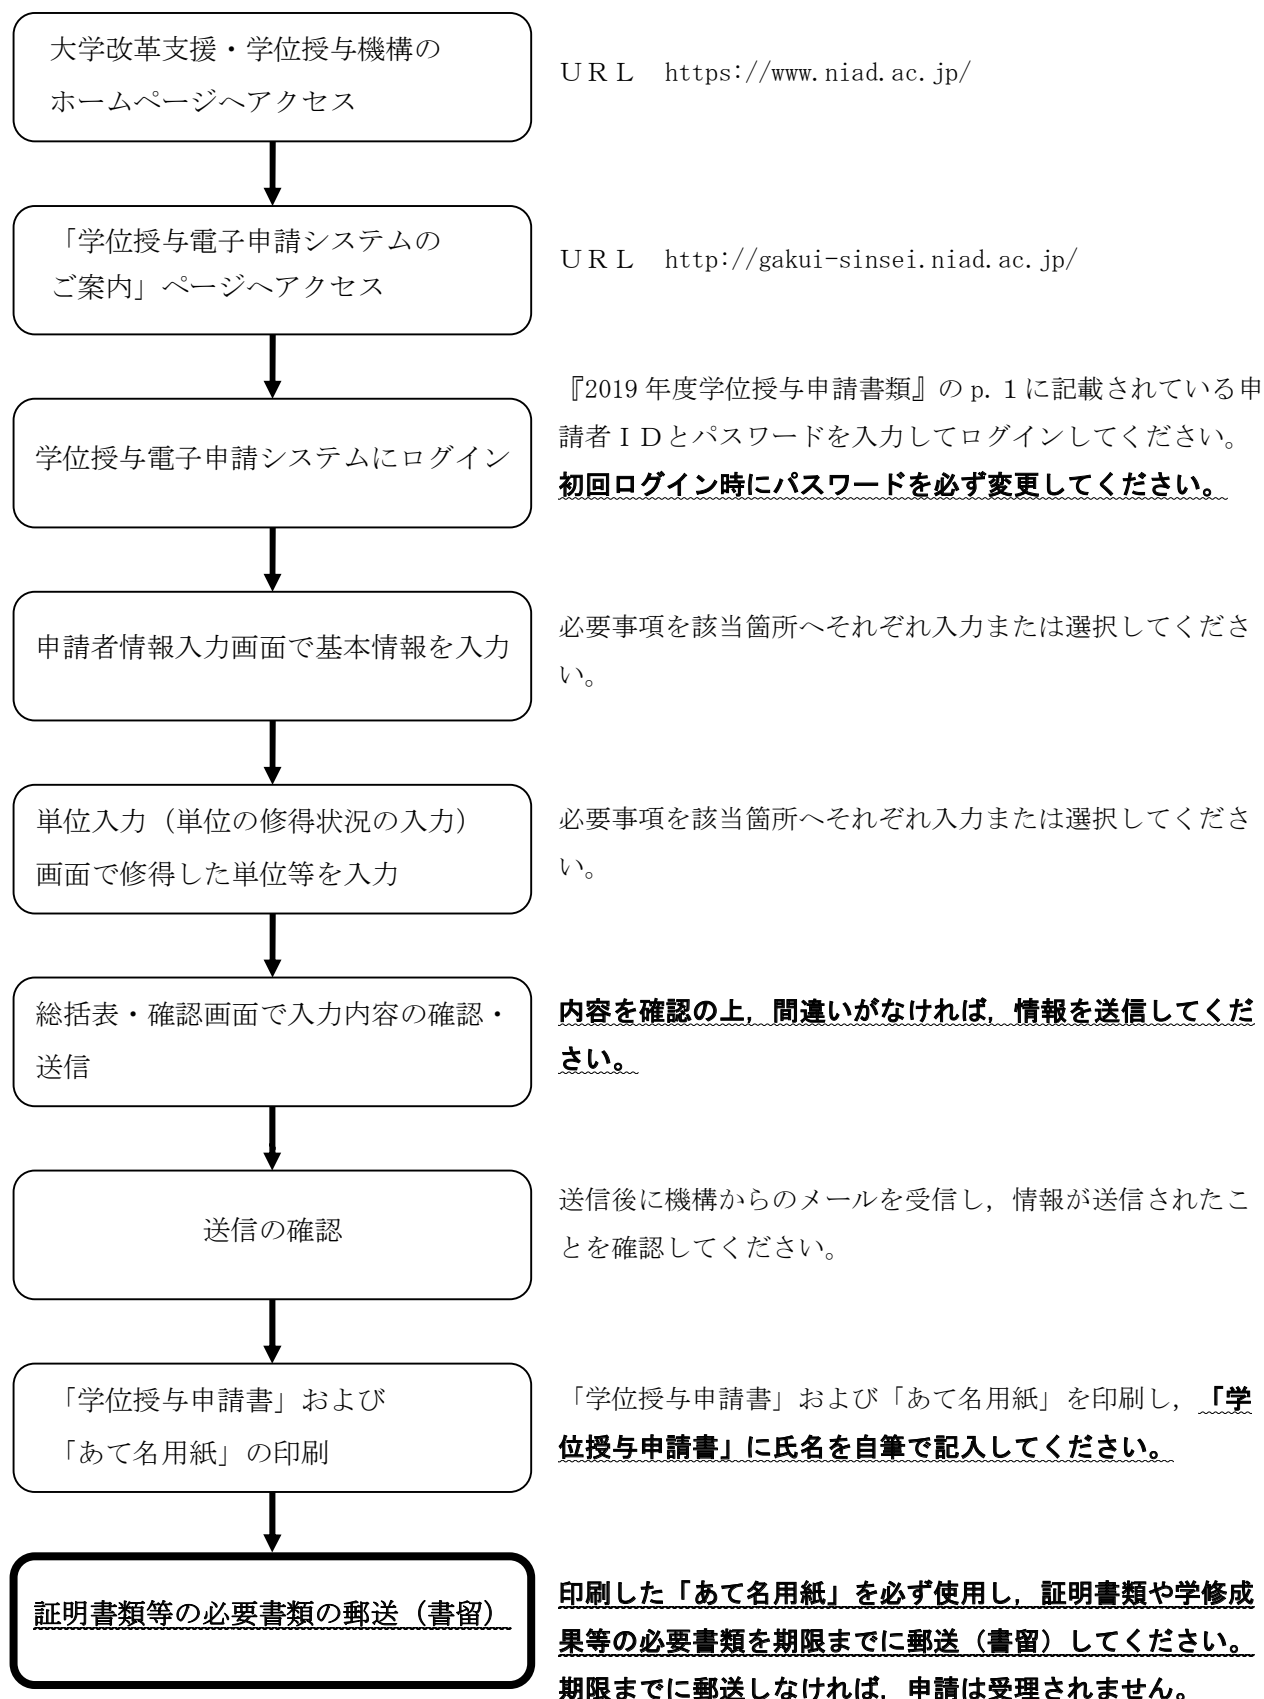 大学改革支援・学位授与機構の
ホームページへアクセス
ＵＲＬ　https://www.niad.ac.jp/
「学位授与電子申請システムの
ご案内」ページへアクセス
ＵＲＬ　http://gakui-sinsei.niad.ac.jp/
学位授与電子申請システムにログイン
『2019 年度学位授与申請書類』の p.１に記載されている申
請者ＩＤとパスワードを入力してログインしてください。
初回ログイン時にパスワードを必ず変更してください。
申請者情報入力画面で基本情報を入力
必要事項を該当箇所へそれぞれ入力または選択してくださ
い。
単位入力（単位の修得状況の入力）
画面で修得した単位等を入力
必要事項を該当箇所へそれぞれ入力または選択してくださ
い。
総括表・確認画面で入力内容の確認・
送信
内容を確認の上，間違いがなければ，情報を送信してくだ
さい。
送信の確認
送信後に機構からのメールを受信し，情報が送信されたこ
とを確認してください。
「学位授与申請書」および
「あて名用紙」の印刷
「学位授与申請書」および「あて名用紙」を印刷し，「学
位授与申請書」に氏名を自筆で記入してください。
証明書類等の必要書類の郵送（書留）
印刷した「あて名用紙」を必ず使用し，証明書類や学修成
果等の必要書類を期限までに郵送（書留）してください。
期限までに郵送しなければ，申請は受理されません。